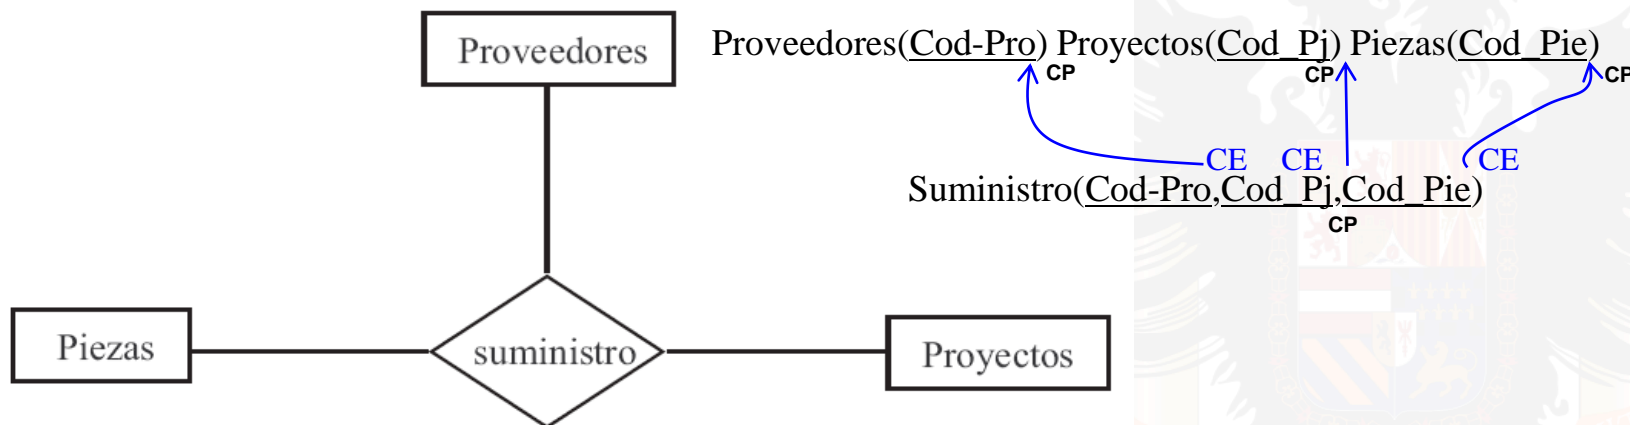 Proveedores
Proveedores(Cod-Pro) Proyectos(Cod_Pj) Piezas(Cod_Pie)
CP CP CP
CE CE CE
Suministro(Cod-Pro,Cod_Pj,Cod_Pie)
CP
Piezas
suministro
Proyectos